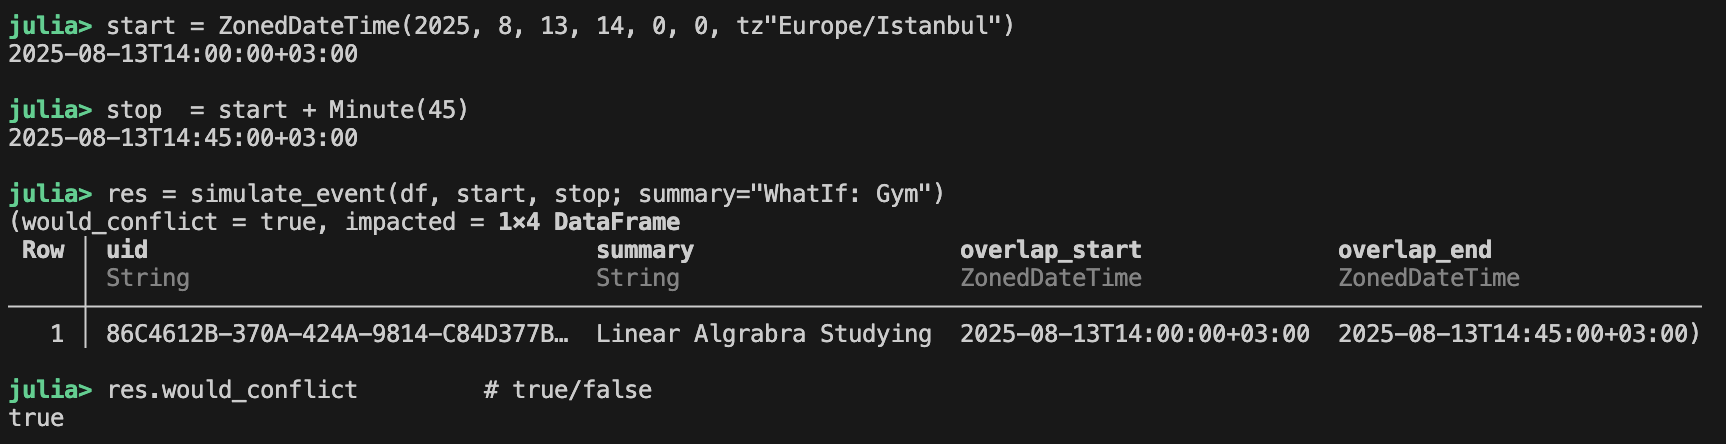 julia> start = ZonedDateTime(2025, 8, 13, 14, 0, 0, tz"Europe/Istanbul")
2025-08-13T14:00:00+03:00
julia> stop  = start + Minute(45)
2025-08-13T14:45:00+03:00
julia> res = simulate_event(df, start, stop; summary="WhatIf: Gym")
(would_conflict = true, impacted = 1×4 DataFrame
Row │ uid summary overlap_start overlap_end
│ String String ZonedDateTime ZonedDateTime
1 │ 86C4612B-370A-424A-9814-C84D377B… Linear Algrabra Studying 2025-08-13T14:00:00+03:00 2025-08-13T14:45:00+03:00)
julia> res.would_conflict         # true/false
true